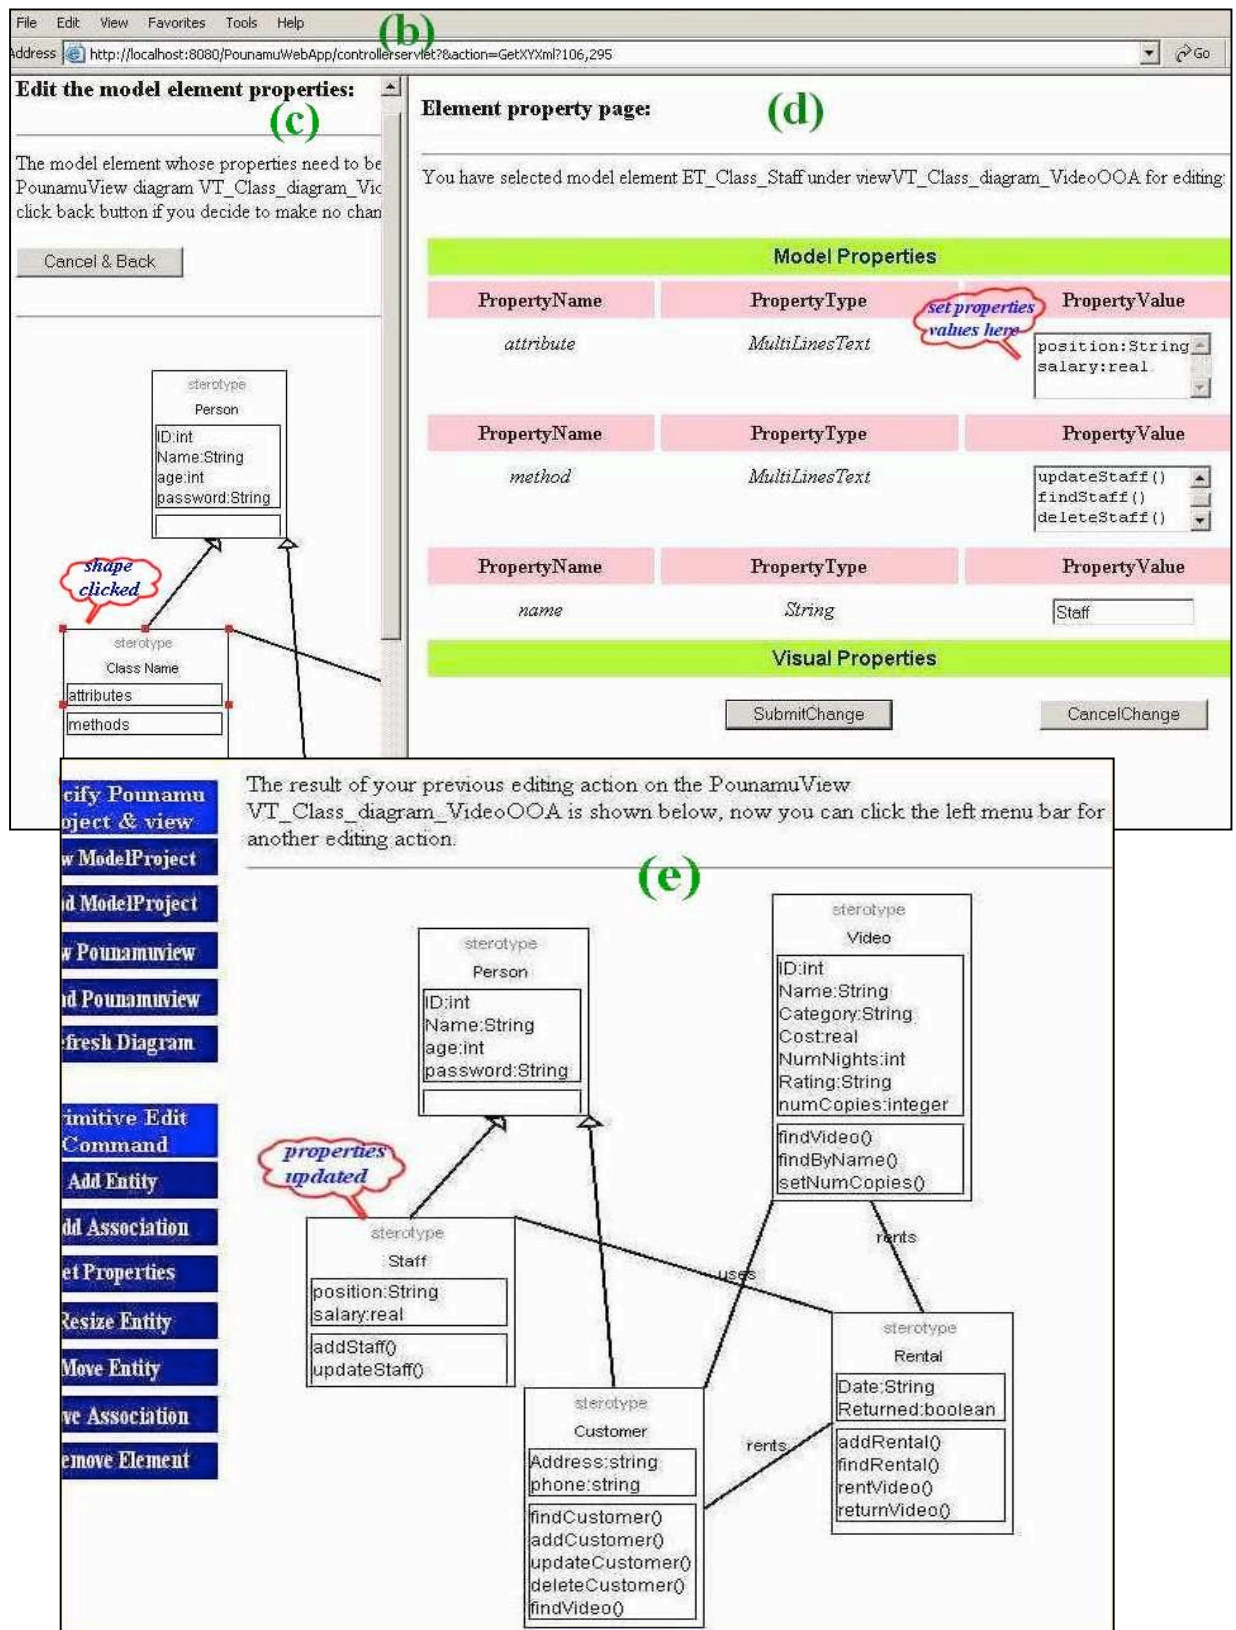 File Edit View Favorites Tools Help
(b)
Address http://localhost:8080/PounamuWebApp/controllerservlet?&action=GetXYXml?106,295 Go
Edit the model element properties:
(c)
The model element whose properties need to be
PounamuView diagram VT_Class_diagram_Vid
click back button if you decide to make no chan
Cancel & Back
sterotype
Person
ID:int
Name:String
age:int
password:String
shape
clicked
sterotype
Class Name
attributes
methods
Element property page:
(d)
You have selected model element ET_Class_Staff under viewVT_Class_diagram_VideoOOA for editing:
Model Properties
PropertyName PropertyType PropertyValue
set properties
values here
attribute MultiLinesText position:String
salary:real
PropertyName PropertyType PropertyValue
method MultiLinesText updateStaff()
findStaff()
deleteStaff()
PropertyName PropertyType PropertyValue
name String Staff
Visual Properties
SubmitChange CancelChange
cify Pounamu
oject & view
w ModelProject
d ModelProject
w Pounamuview
d Pounamuview
fresh Diagram
imitive Edit
Command
Add Entity
dd Association
et Properties
Resize Entity
Move Entity
ve Association
emove Element
The result of your previous editing action on the PounamuView
VT_Class_diagram_VideoOOA is shown below, now you can click the left menu bar for
another editing action.
(e)
sterotype
Person
ID:int
Name:String
age:int
password:String
sterotype
Video
ID:int
Name:String
Category:String
Cost:real
NumNights:int
Rating:String
numCopies:integer
findVideo()
findByName()
setNumCopies()
properties
updated
sterotype
Staff
position:String
salary:real
addStaff()
updateStaff()
uses
rents
sterotype
Rental
Date:String
Returned:boolean
addRental()
findRental()
rentVideo()
returnVideo()
rents
sterotype
Customer
Address:string
phone:string
findCustomer()
addCustomer()
updateCustomer()
deleteCustomer()
findVideo()